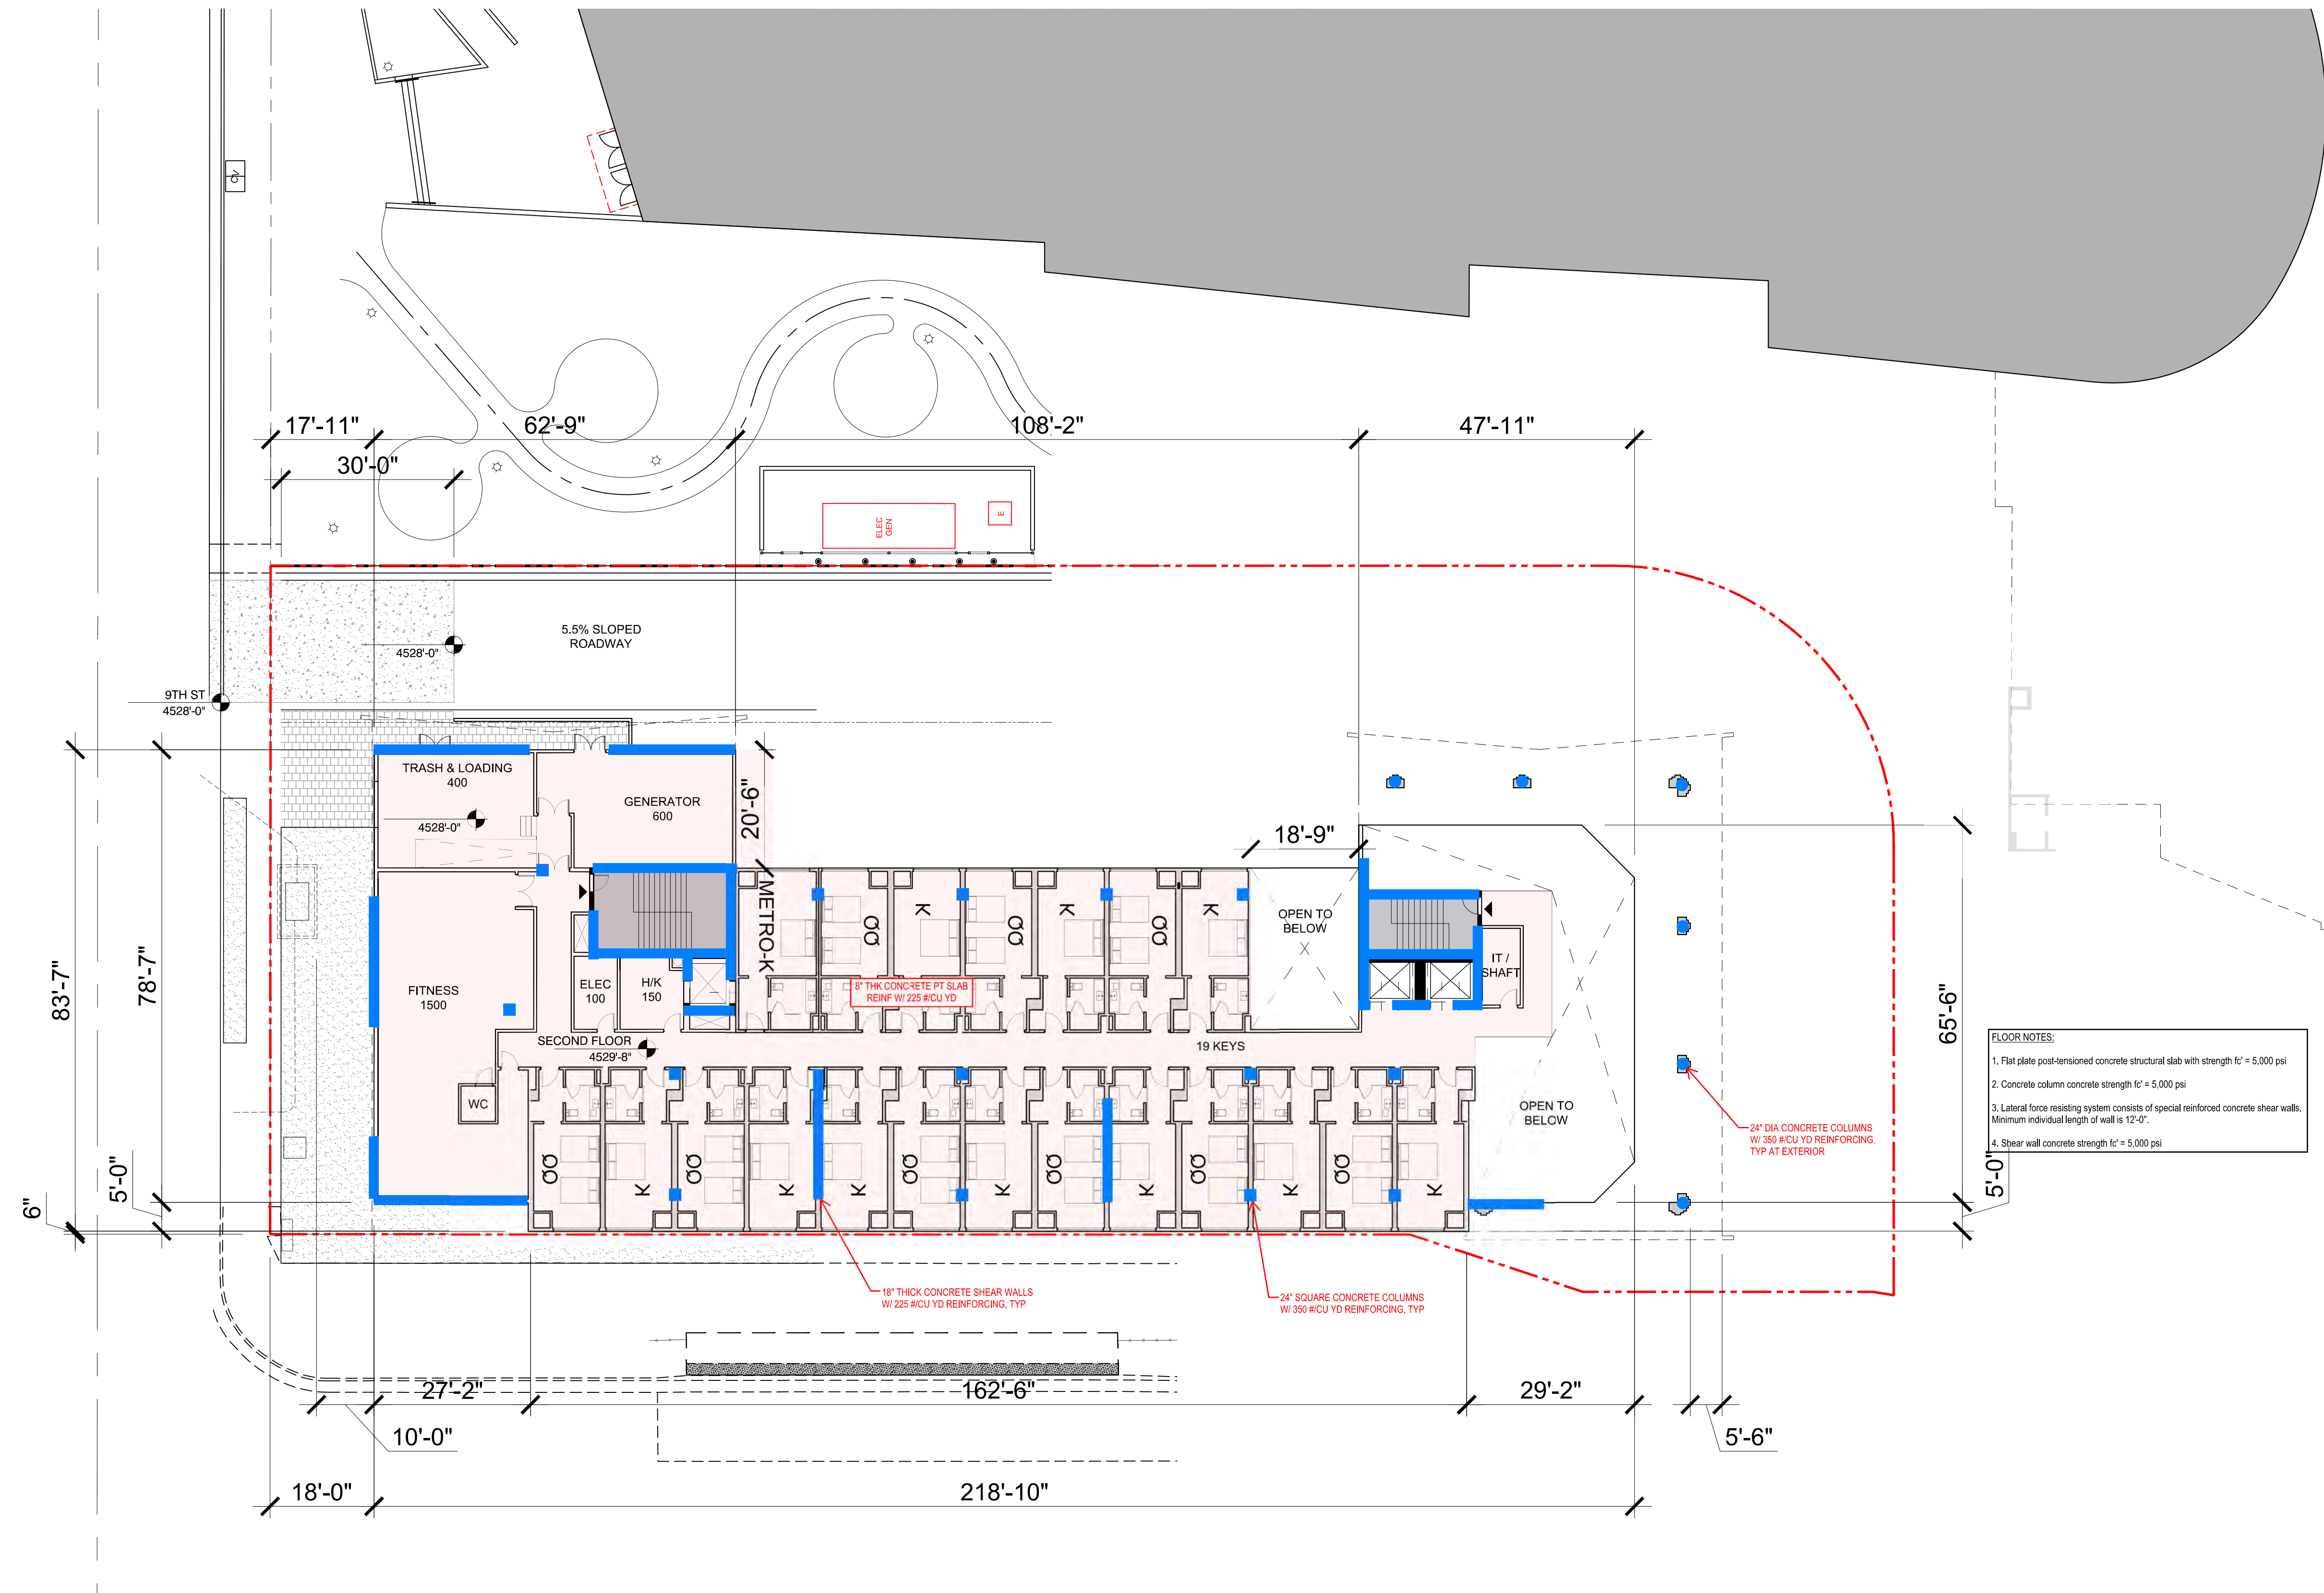 CV
17'-11"
62'-9"
108'-2"
47'-11"
30'-0"
ELEC
GEN
E
5.5% SLOPED
ROADWAY
4528'-0"
9TH ST
4528'-0"
TRASH & LOADING
400
4528'-0"
GENERATOR
600
20'-6"
18'-9"
METRO-K
QQ
K
QQ
K
QQ
K
OPEN TO
BELOW
IT /
SHAFT
83'-7"
78'-7"
FITNESS
1500
ELEC
100
H/K
150
8" THK CONCRETE PT SLAB
REINF W/ 225 #/CU YD
SECOND FLOOR
4529'-8"
19 KEYS
65'-6"
FLOOR NOTES:
1. Flat plate post-tensioned concrete structural slab with strength fc' = 5,000 psi
2. Concrete column concrete strength fc' = 5,000 psi
3. Lateral force resisting system consists of special reinforced concrete shear walls.
Minimum individual length of wall is 12'-0".
4. Shear wall concrete strength fc' = 5,000 psi
WC
OPEN TO
BELOW
24" DIA CONCRETE COLUMNS
W/ 350 #/CU YD REINFORCING,
TYP AT EXTERIOR
QQ
K
QQ
K
K
QQ
K
QQ
K
QQ
K
QQ
K
6"
5'-0"
5'-0"
18" THICK CONCRETE SHEAR WALLS
W/ 225 #/CU YD REINFORCING, TYP
24" SQUARE CONCRETE COLUMNS
W/ 350 #/CU YD REINFORCING, TYP
27'-2"
162'-6"
29'-2"
10'-0"
5'-6"
18'-0"
218'-10"